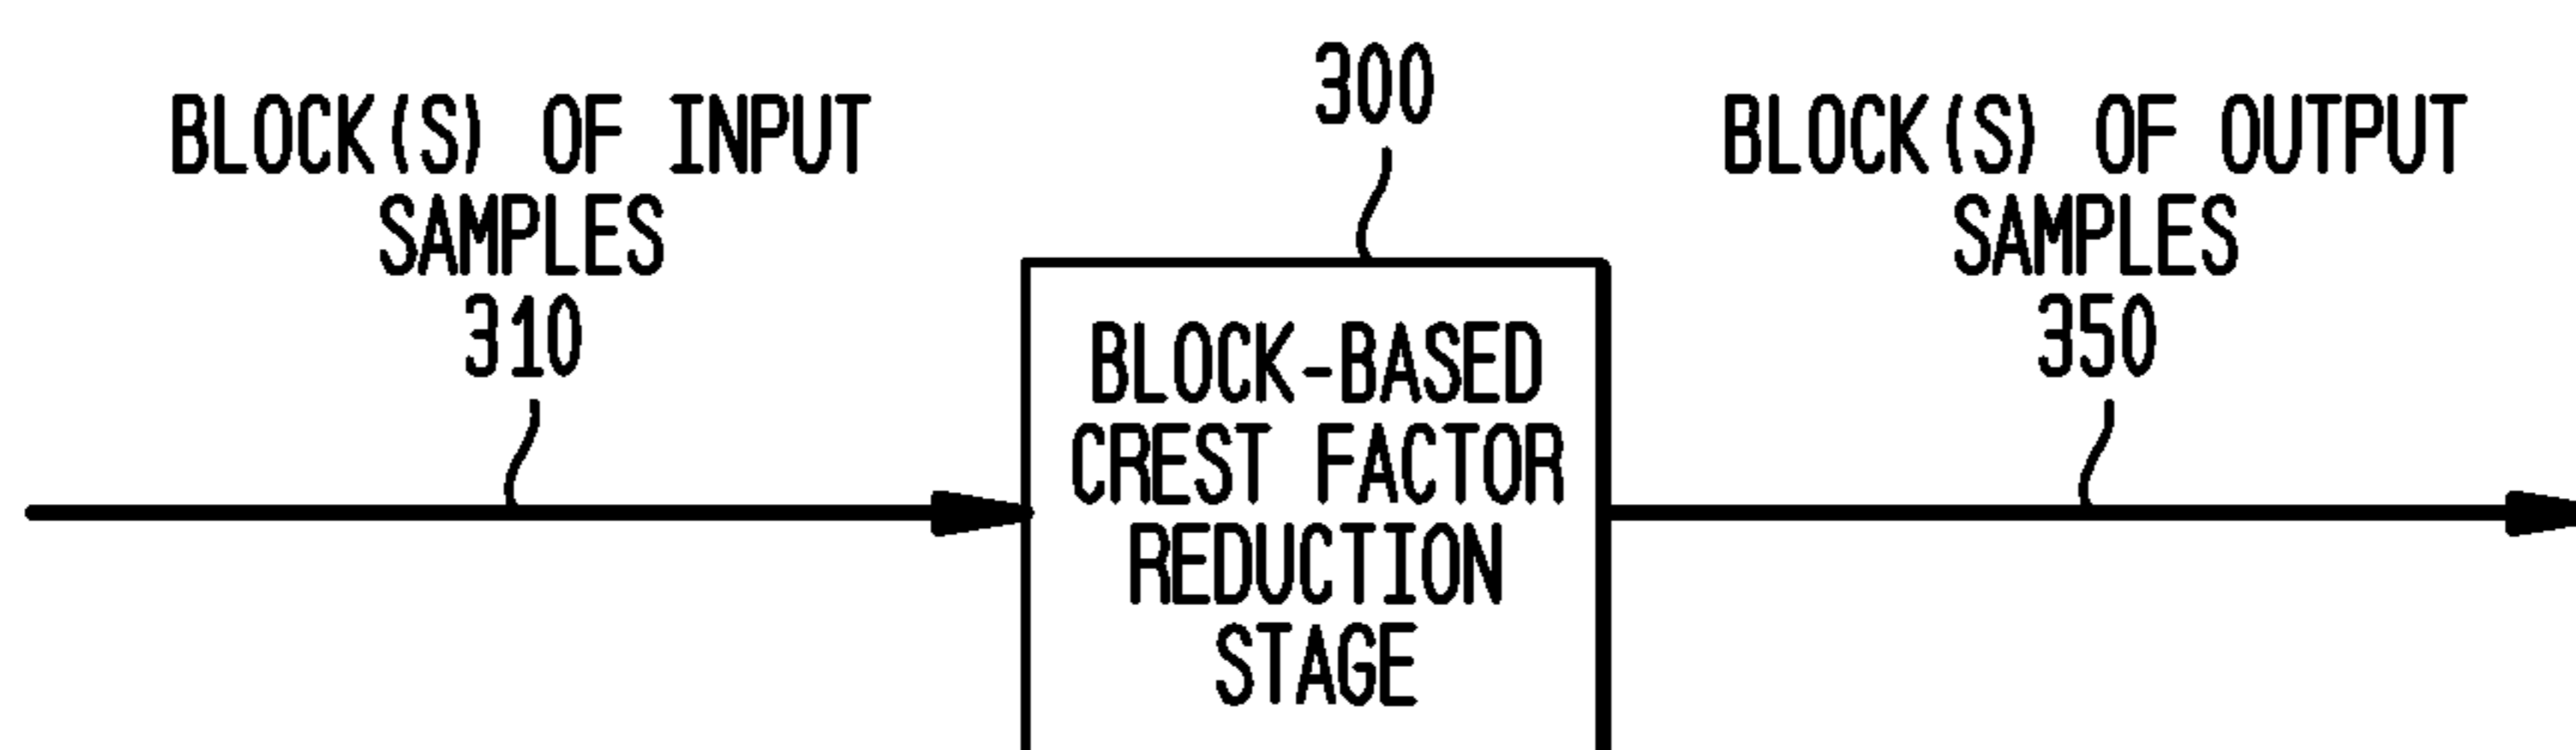 BLOCK(S) OF INPUT
SAMPLES
310
300
BLOCK-BASED
CREST FACTOR
REDUCTION
STAGE
BLOCK(S) OF OUTPUT
SAMPLES
350